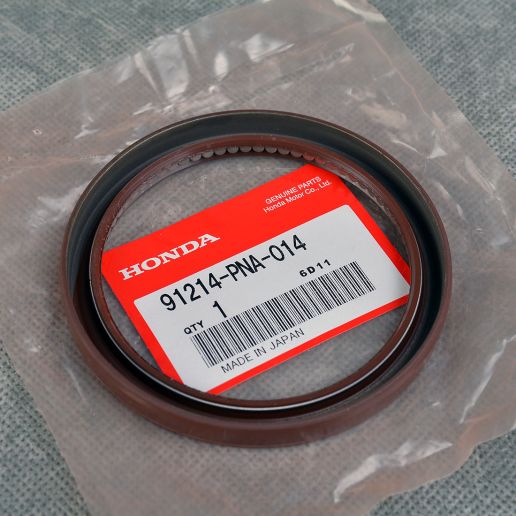 GENUINE PARTS
Honda Motor Co., Ltd.
HONDA
91214-PNA-014
QTY 1
6D11
MADE IN JAPAN